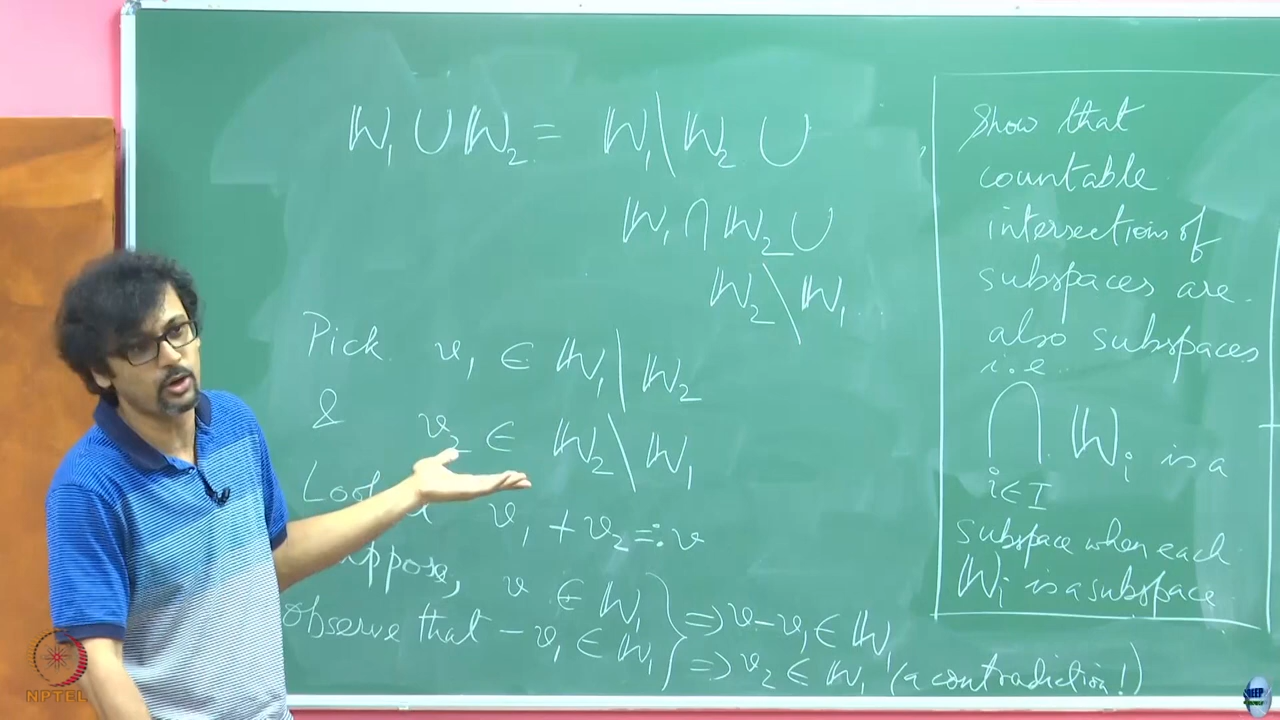 W₁ ∪ W₂ = W₁\W₂ ∪
W₁ ∩ W₂ ∪
W₂\W₁
Pick v₁ ∈ W₁\W₂
& v₂ ∈ W₂\W₁
v₁ + v₂ =: v
v ∈ W₁
observe that -v₁ ∈ W₁ } ⇒ v-v₁ ∈ W₁
⇒ v₂ ∈ W₁ (a contradiction!)
Show that
countable
intersections of
subspaces are
also subspaces
i.e.
⋂ Wᵢ is a
i∈I
subspace when each
Wᵢ is a subspace
NPTEL